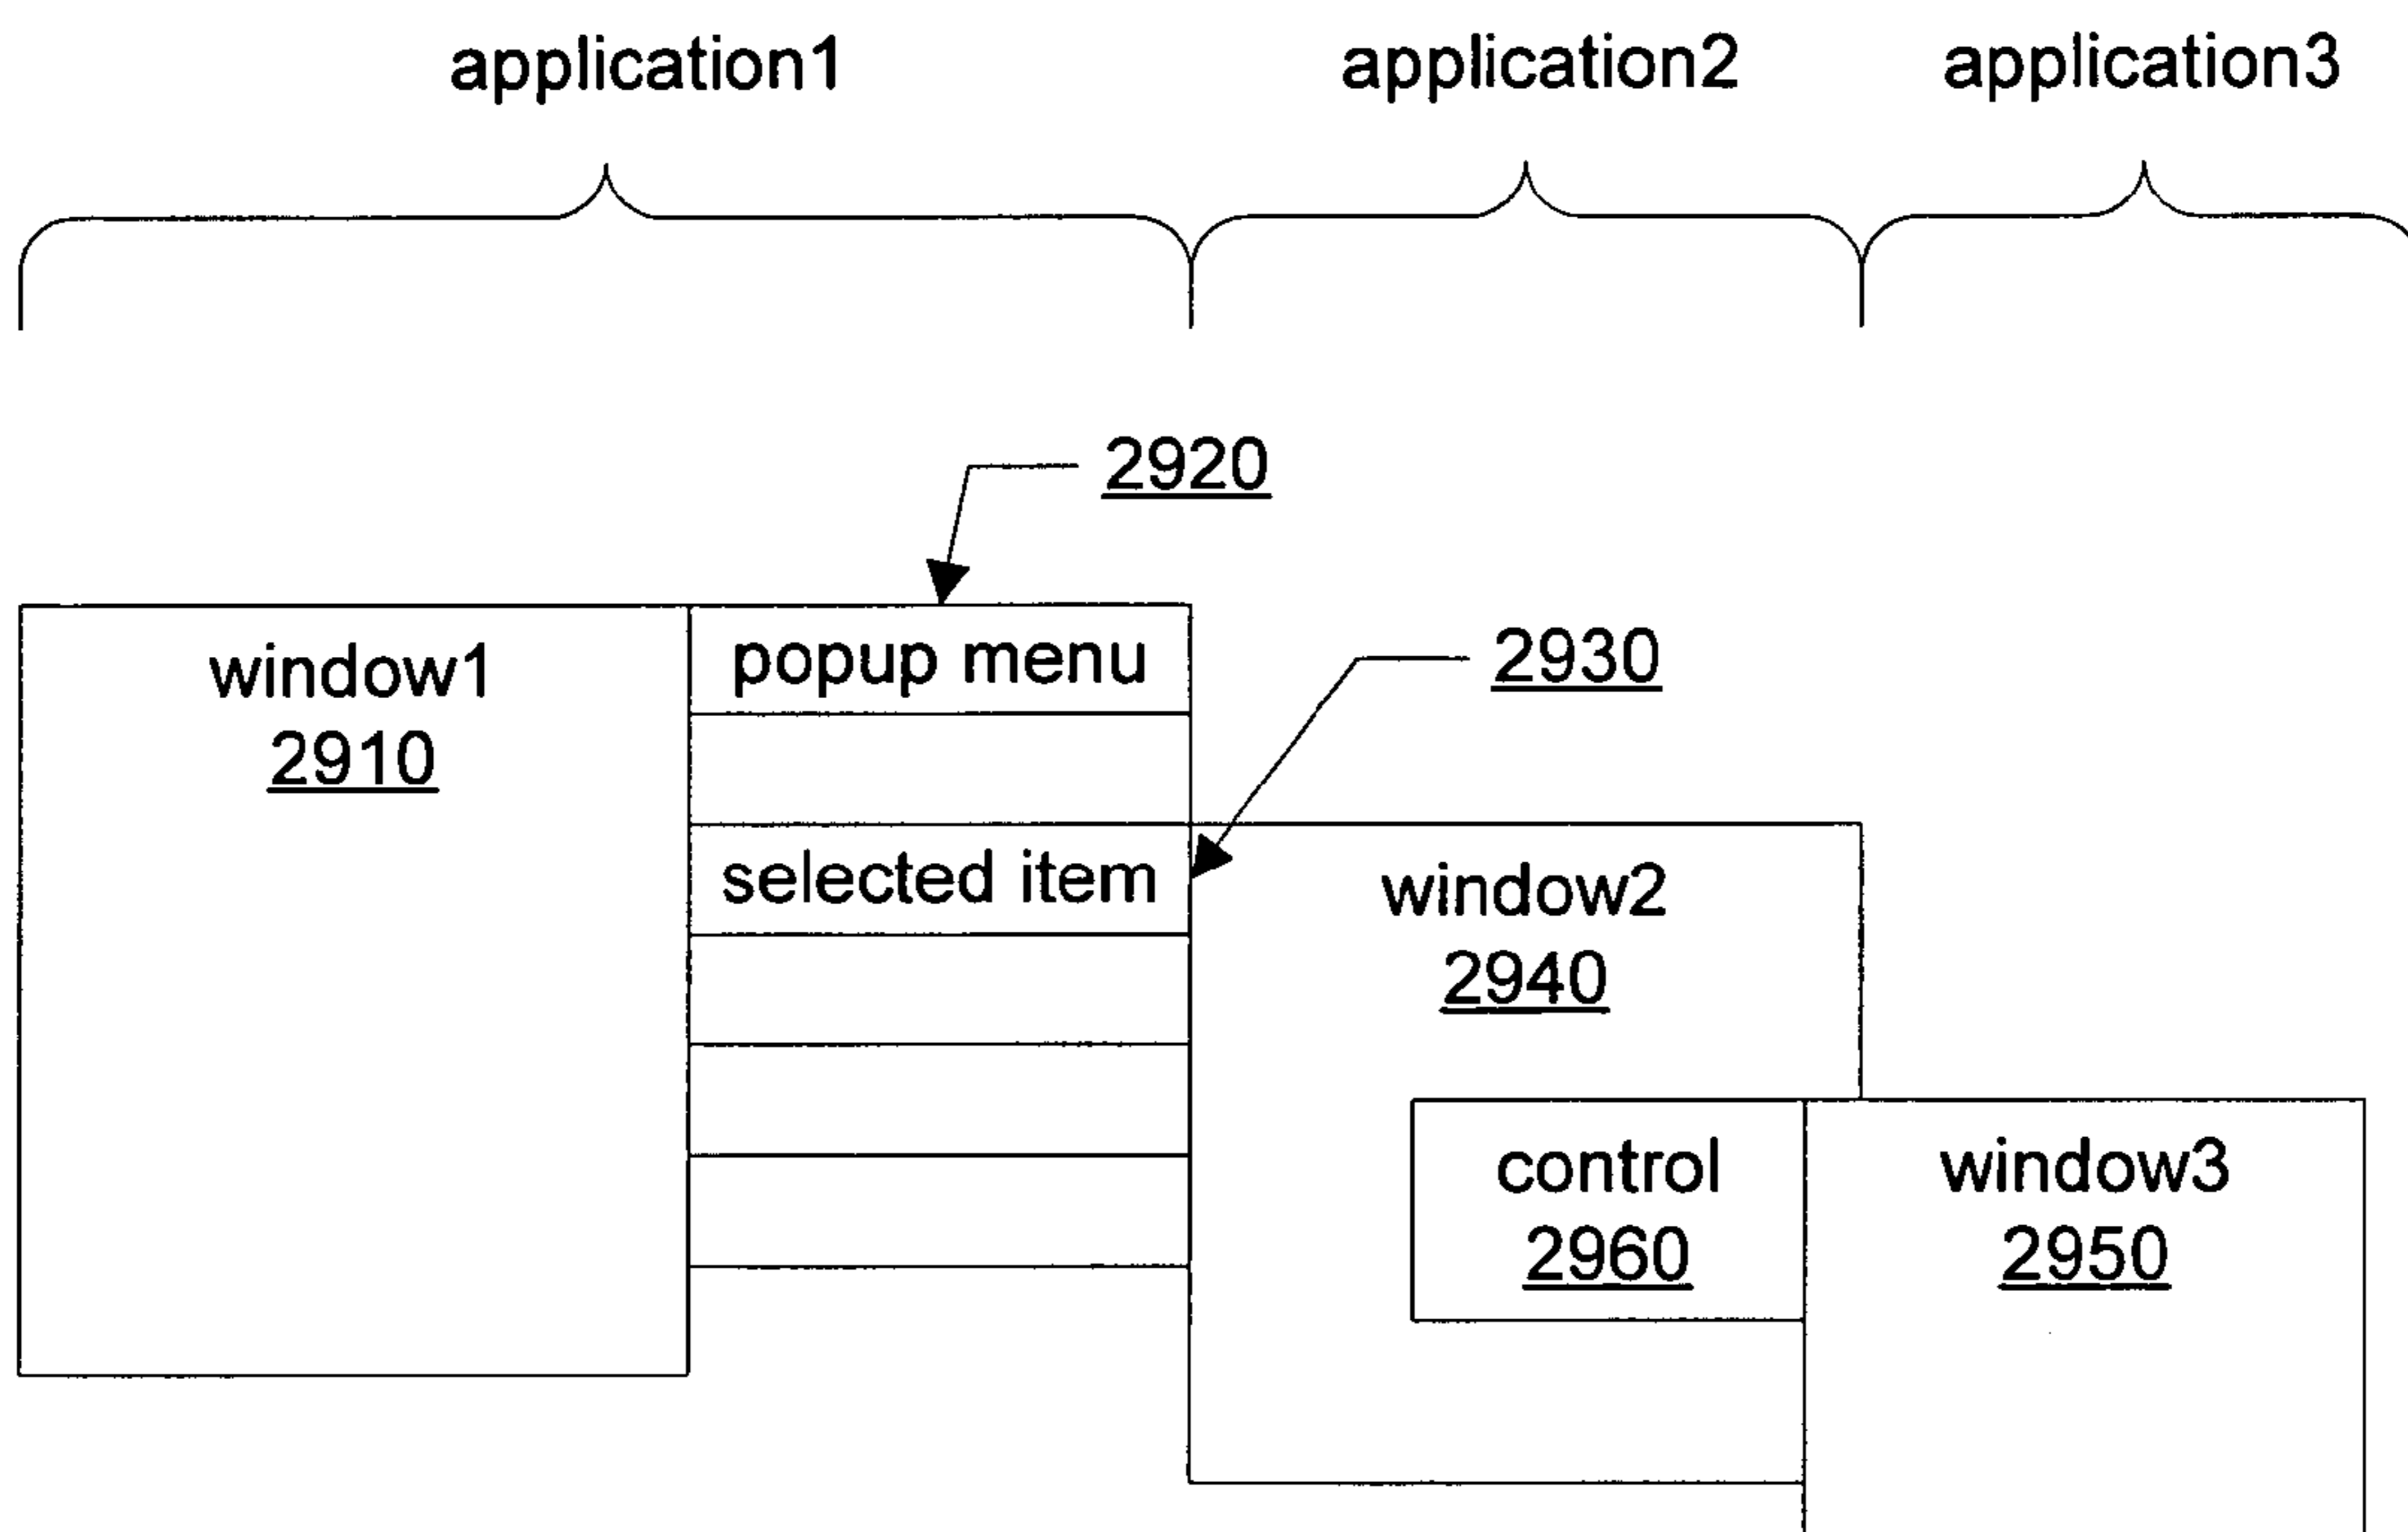 application1
application2
application3
2920
popup menu
2930
window1
2910
selected item
window2
2940
control
2960
window3
2950